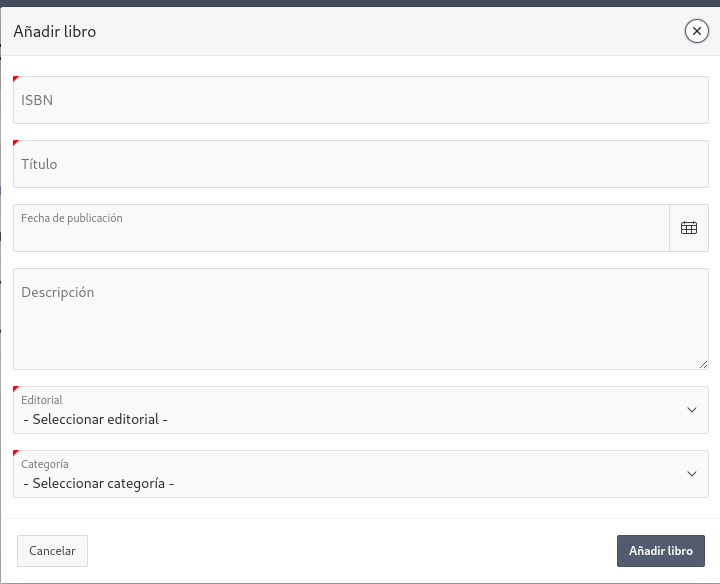 Añadir libro
ISBN
Título
Fecha de publicación
Descripción
Editorial
- Seleccionar editorial -
Categoría
- Seleccionar categoría -
Cancelar
Añadir libro